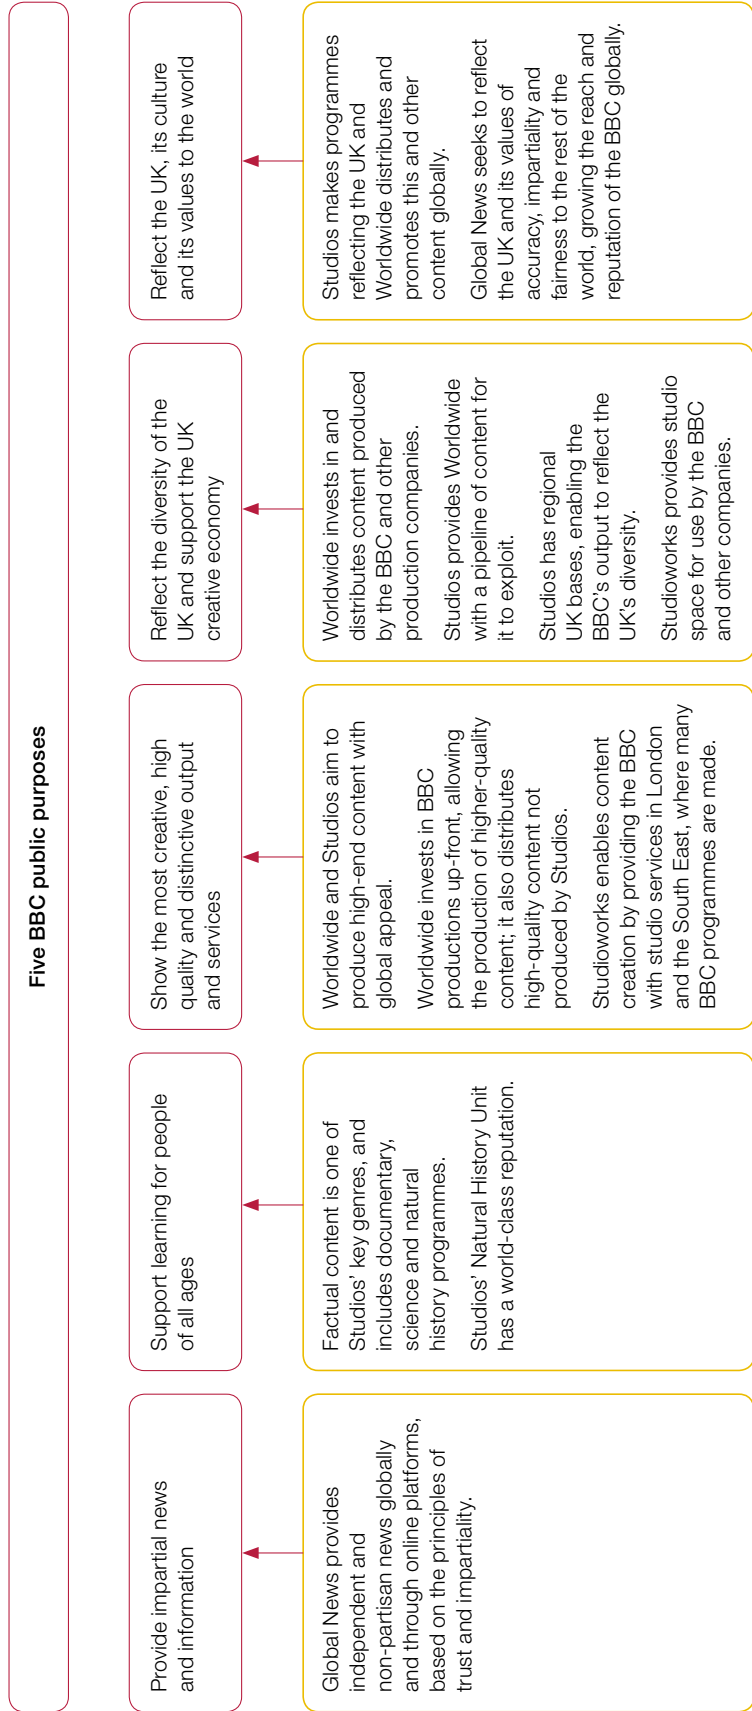 Five BBC public purposes
Provide impartial news
and information
Support learning for people
of all ages
Show the most creative, high
quality and distinctive output
and services
Reflect the diversity of the
UK and support the UK
creative economy
Reflect the UK, its culture
and its values to the world
Global News provides
independent and
non-partisan news globally
and through online platforms,
based on the principles of
trust and impartiality.
Factual content is one of
Studios’ key genres, and
includes documentary,
science and natural
history programmes.
Studios’ Natural History Unit
has a world-class reputation.
Worldwide and Studios aim to
produce high-end content with
global appeal.
Worldwide invests in BBC
productions up-front, allowing
the production of higher-quality
content; it also distributes
high-quality content not
produced by Studios.
Studioworks enables content
creation by providing the BBC
with studio services in London
and the South East, where many
BBC programmes are made.
Worldwide invests in and
distributes content produced
by the BBC and other
production companies.
Studios provides Worldwide
with a pipeline of content for
it to exploit.
Studios has regional
UK bases, enabling the
BBC’s output to reflect the
UK’s diversity.
Studioworks provides studio
space for use by the BBC
and other companies.
Studios makes programmes
reflecting the UK and
Worldwide distributes and
promotes this and other
content globally.
Global News seeks to reflect
the UK and its values of
accuracy, impartiality and
fairness to the rest of the
world, growing the reach and
reputation of the BBC globally.